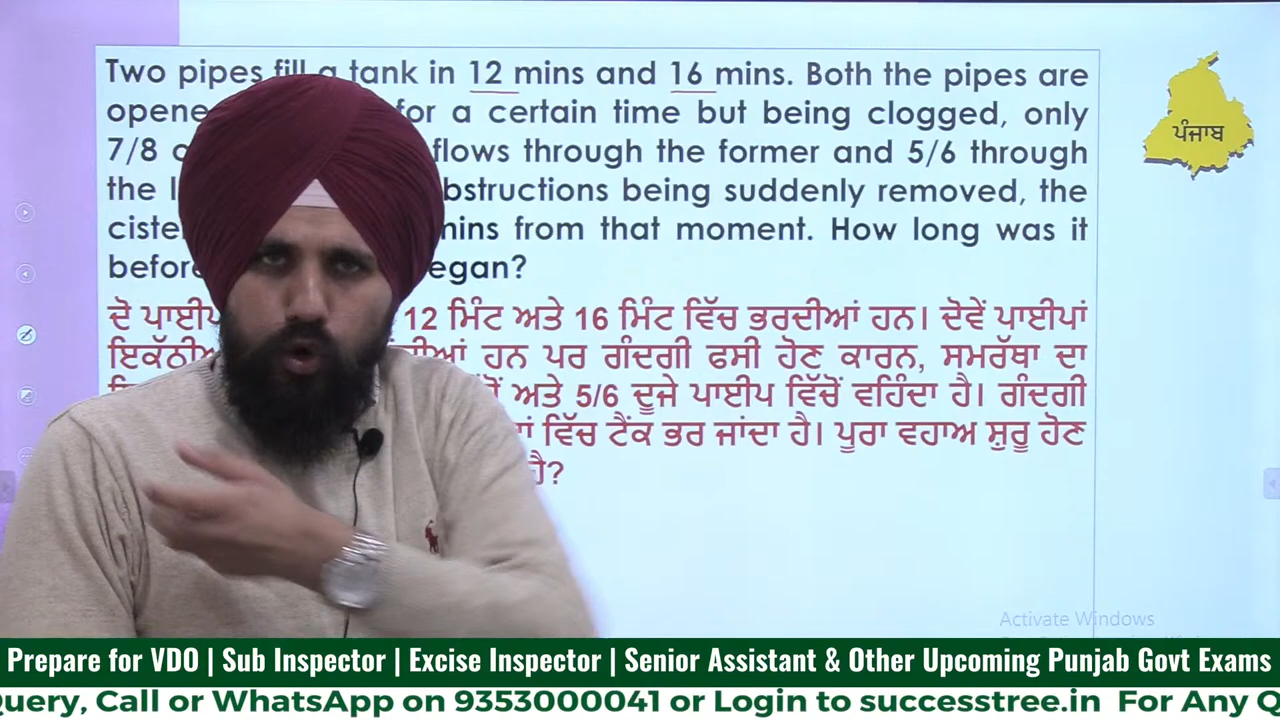 Two pipes fill a tank in 12 mins and 16 mins. Both the pipes are
opene for a certain time but being clogged, only
7/8 flows through the former and 5/6 through
the bstructions being suddenly removed, the
ciste mins from that moment. How long was it
before egan?
ਦੋ ਪਾਈਪ 12 ਮਿੰਟ ਅਤੇ 16 ਮਿੰਟ ਵਿੱਚ ਭਰਦੀਆਂ ਹਨ। ਦੋਵੇਂ ਪਾਈਪਾਂ
ਇਕੱਠੀਆ ਹਨ ਪਰ ਗੰਦਗੀ ਫਸੀ ਹੋਣ ਕਾਰਨ, ਸਮਰੱਥਾ ਦਾ
ਅਤੇ 5/6 ਦੂਜੇ ਪਾਈਪ ਵਿੱਚੋਂ ਵਹਿੰਦਾ ਹੈ। ਗੰਦਗੀ
ਵਿੱਚ ਟੈਂਕ ਭਰ ਜਾਂਦਾ ਹੈ। ਪੂਰਾ ਵਹਾਅ ਸ਼ੁਰੂ ਹੋਣ
ਹੈ?
ਪੰਜਾਬ
Activate Windows
Prepare for VDO | Sub Inspector | Excise Inspector | Senior Assistant & Other Upcoming Punjab Govt Exams
Query, Call or WhatsApp on 9353000041 or Login to successtree.in For Any Q